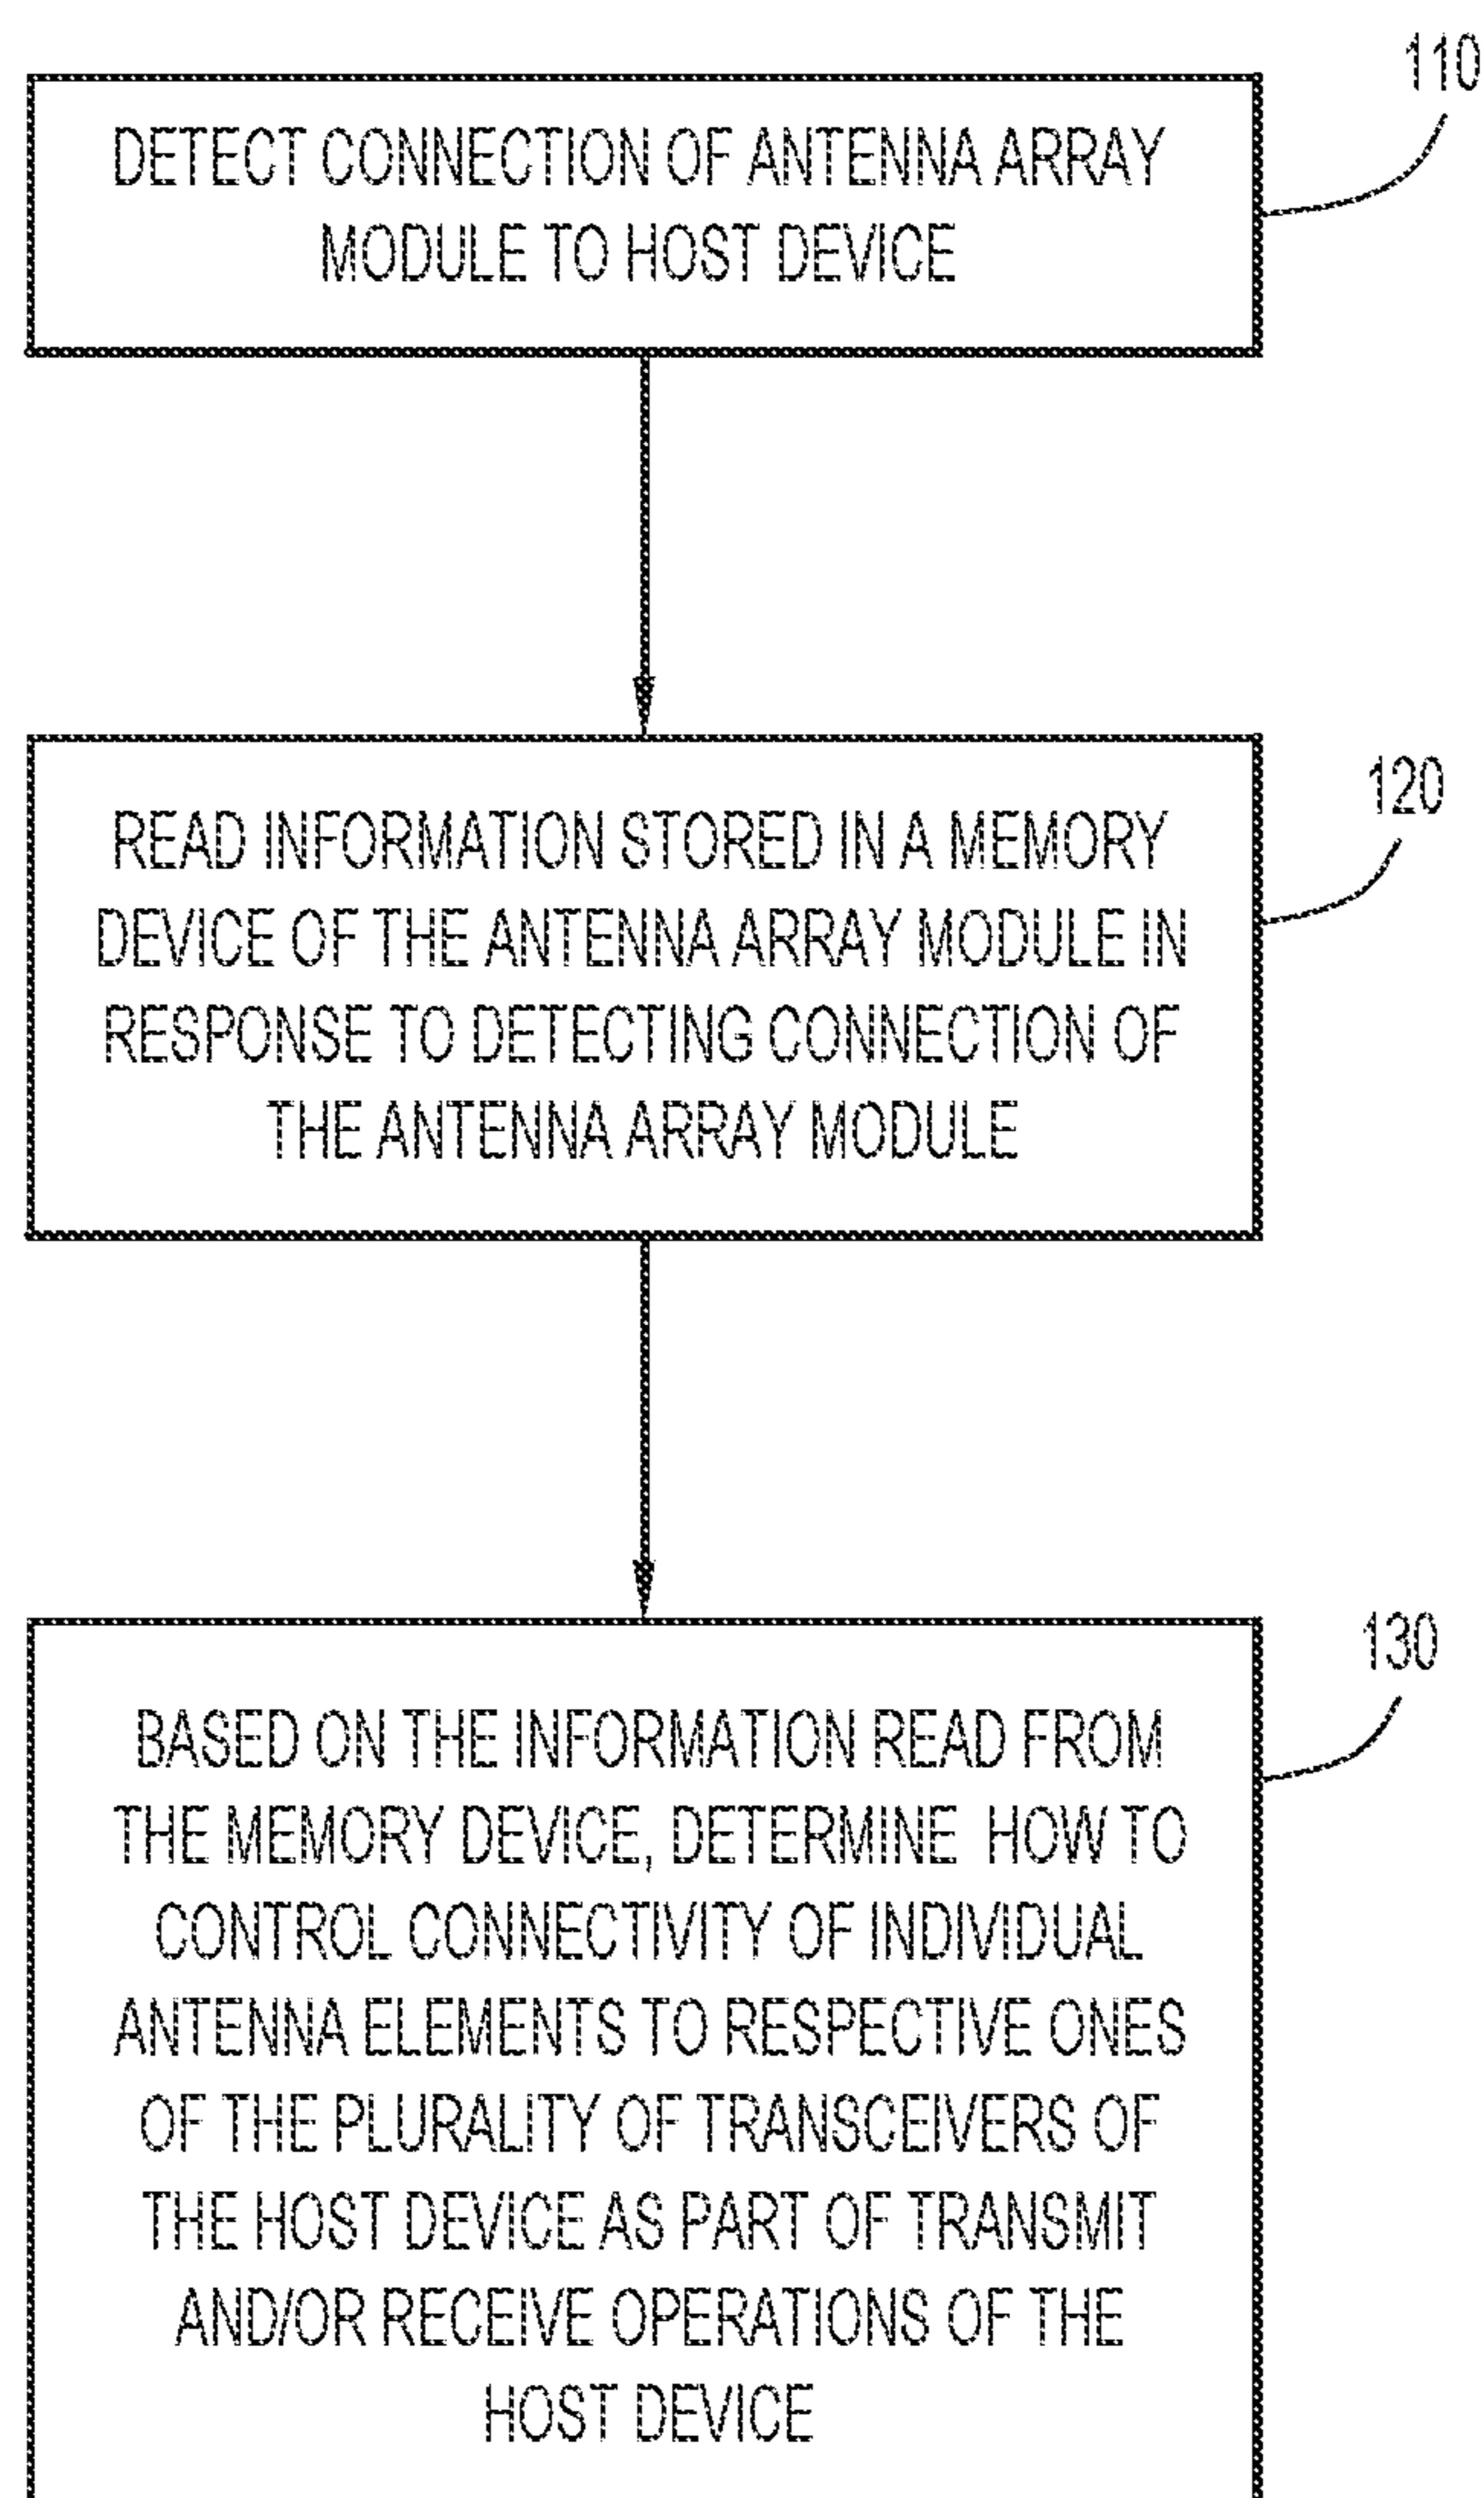 110
DETECT CONNECTION OF ANTENNA ARRAY
MODULE TO HOST DEVICE
120
READ INFORMATION STORED IN A MEMORY
DEVICE OF THE ANTENNA ARRAY MODULE IN
RESPONSE TO DETECTING CONNECTION OF
THE ANTENNA ARRAY MODULE
130
BASED ON THE INFORMATION READ FROM
THE MEMORY DEVICE, DETERMINE HOW TO
CONTROL CONNECTIVITY OF INDIVIDUAL
ANTENNA ELEMENTS TO RESPECTIVE ONES
OF THE PLURALITY OF TRANSCEIVERS OF
THE HOST DEVICE AS PART OF TRANSMIT
AND/OR RECEIVE OPERATIONS OF THE
HOST DEVICE